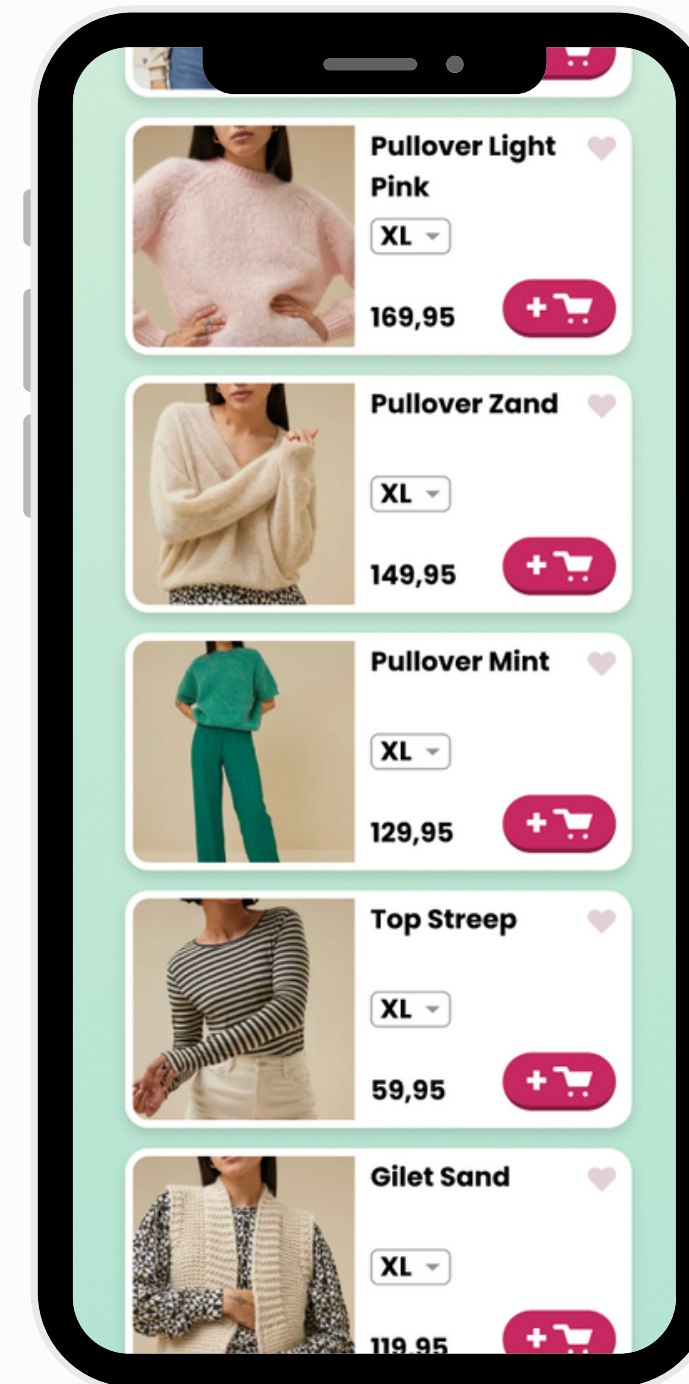 Pullover Light
Pink
XL
169,95
Pullover Zand
XL
149,95
Pullover Mint
XL
129,95
Top Streep
XL
59,95
Gilet Sand
XL
119,95